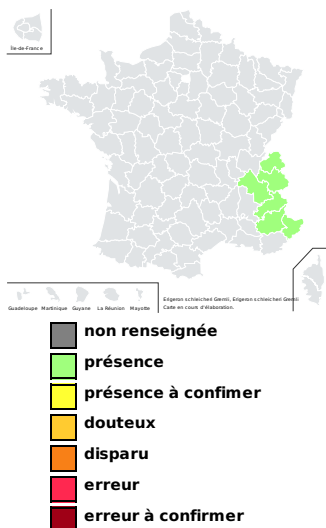 Île-de-France
Guadeloupe Martinique Guyane La Réunion Mayotte
Erigeron schleicheri Gremli, Erigeron schleicheri Gremli
Carte en cours d'élaboration.
non renseignée
présence
présence à confimer
douteux
disparu
erreur
erreur à confirmer